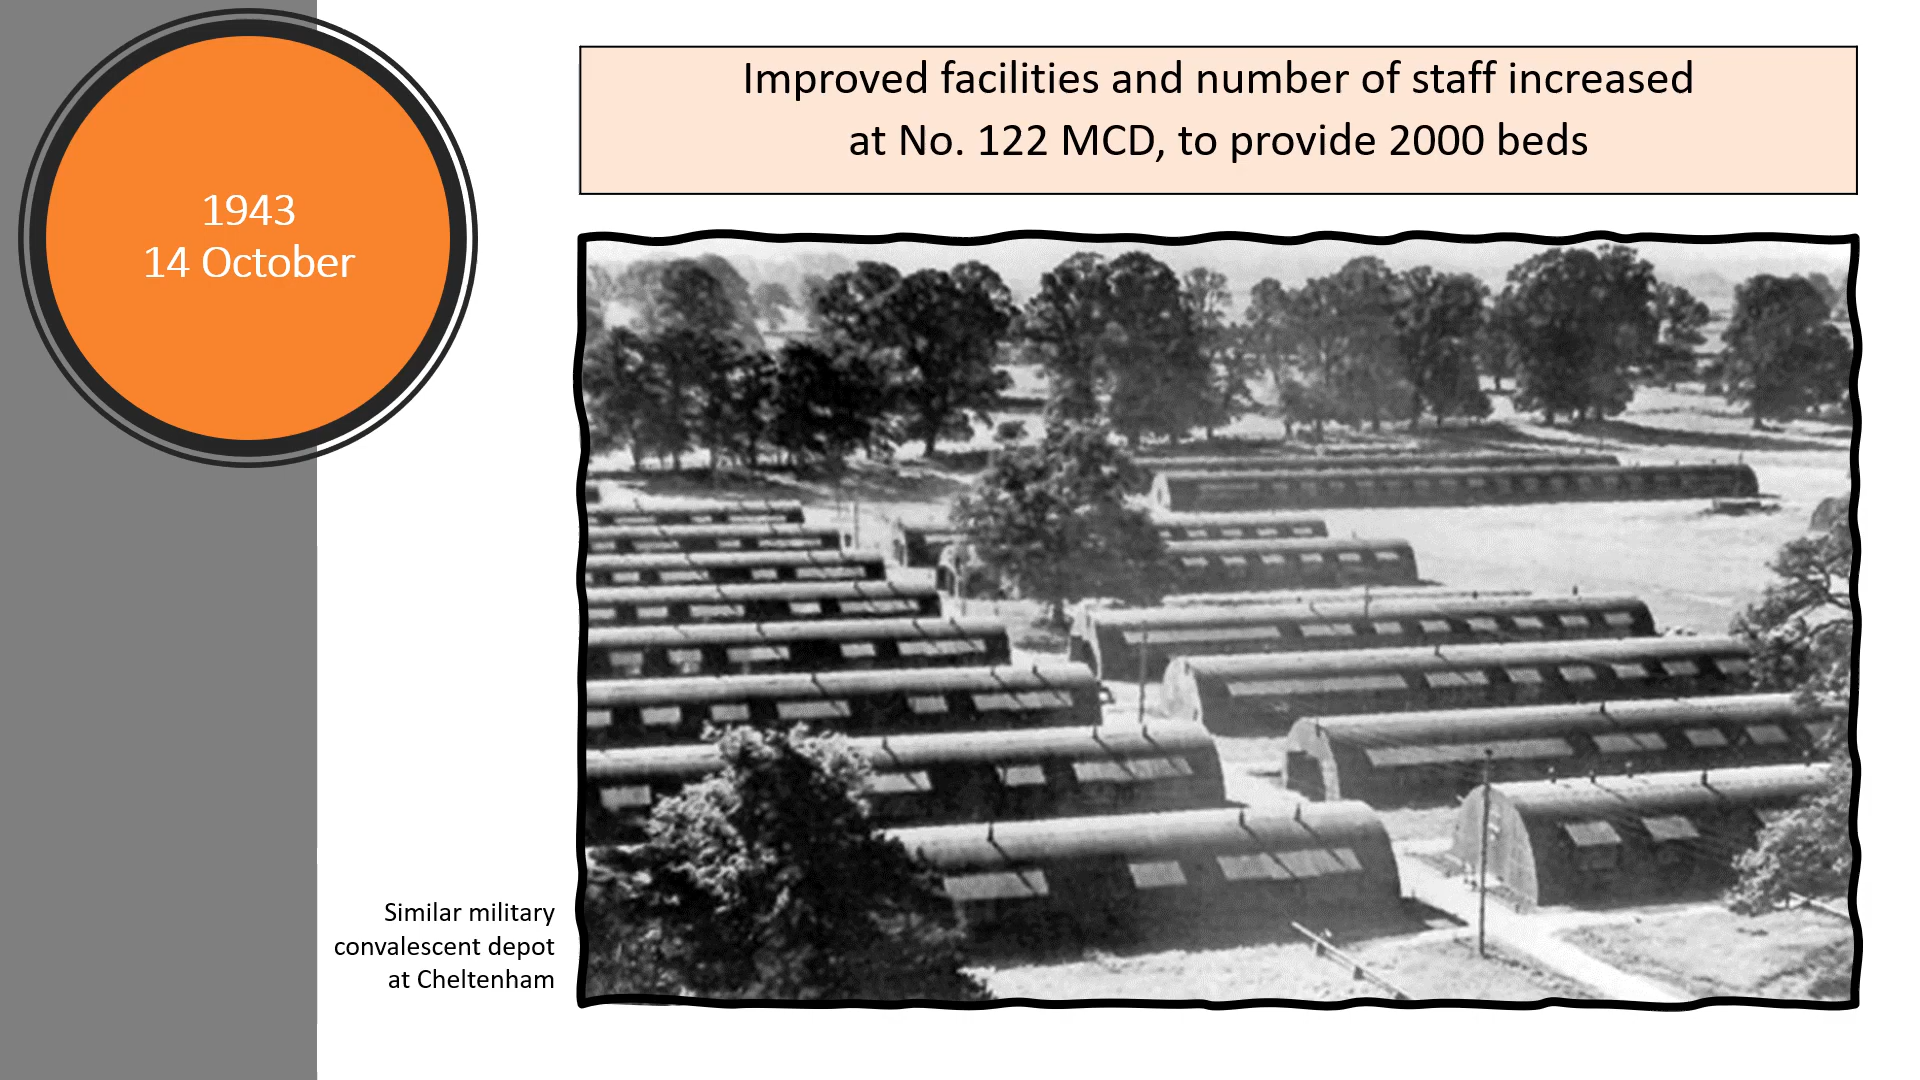 1943
14 October
Improved facilities and number of staff increased
at No. 122 MCD, to provide 2000 beds
Similar military
convalescent depot
at Cheltenham